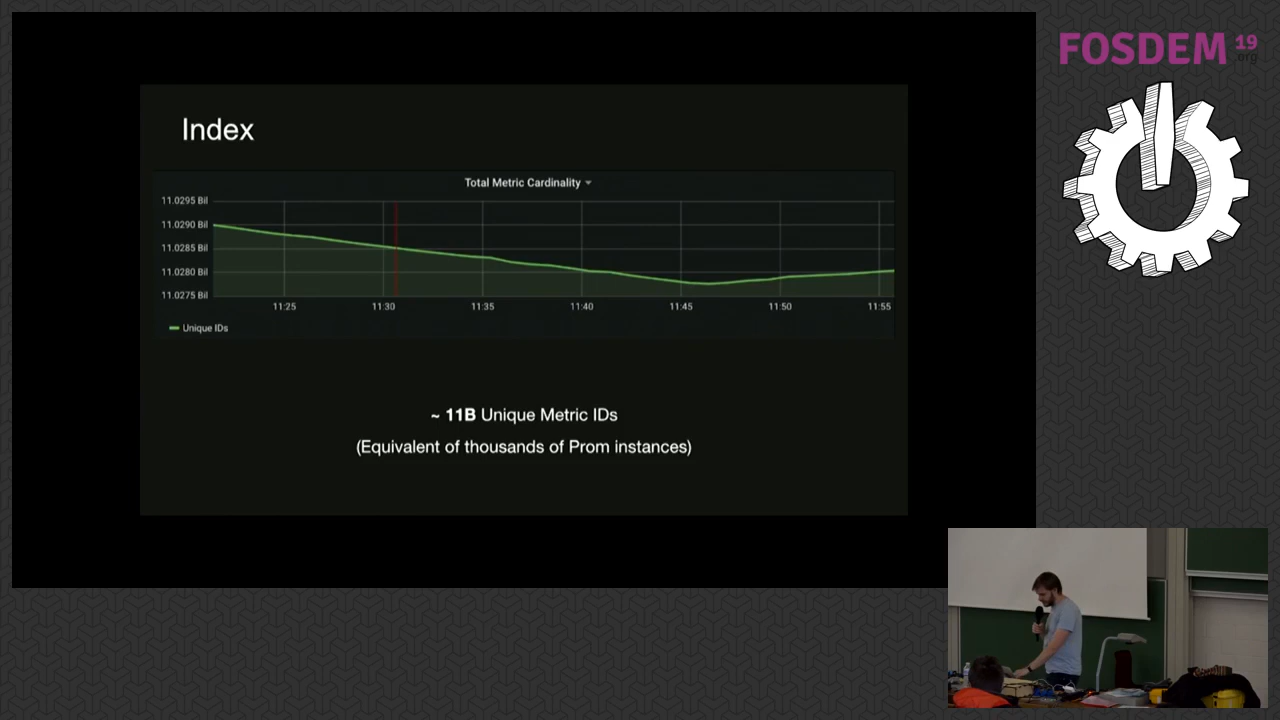 FOSDEM 19
.org
Index
Total Metric Cardinality
11.0295 Bil
11.0290 Bil
11.0285 Bil
11.0280 Bil
11.0275 Bil
11:25 11:30 11:35 11:40 11:45 11:50 11:55
Unique IDs
~ 11B Unique Metric IDs
(Equivalent of thousands of Prom instances)